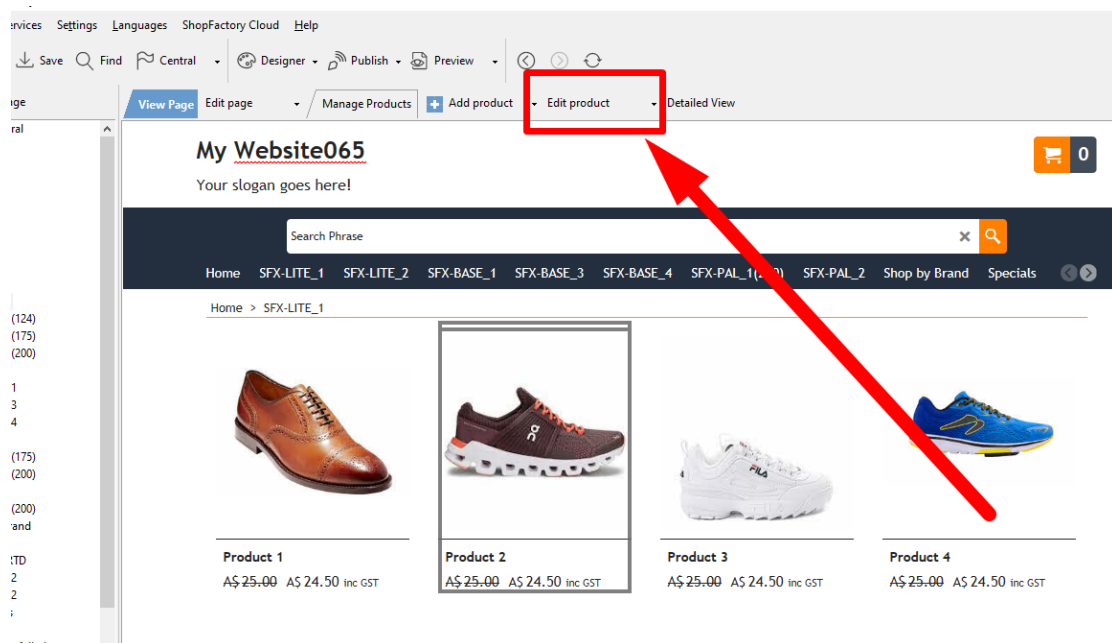 Settings Languages ShopFactory Cloud Help
Save Find Central Designer Publish Preview
View Page Edit page Manage Products Add product Edit product Detailed View
My Website065
0
Your slogan goes here!
Search Phrase
Home SFX-LITE_1 SFX-LITE_2 SFX-BASE_1 SFX-BASE_3 SFX-BASE_4 SFX-PAL_1 SFX-PAL_2 Shop by Brand Specials
Home > SFX-LITE_1
(124)
(175)
(200)
1
3
4
(175)
(200)
(200)
2
2
FILA
Product 1 Product 2 Product 3 Product 4
A$ 25.00 A$ 24.50 inc GST A$ 25.00 A$ 24.50 inc GST A$ 25.00 A$ 24.50 inc GST A$ 25.00 A$ 24.50 inc GST